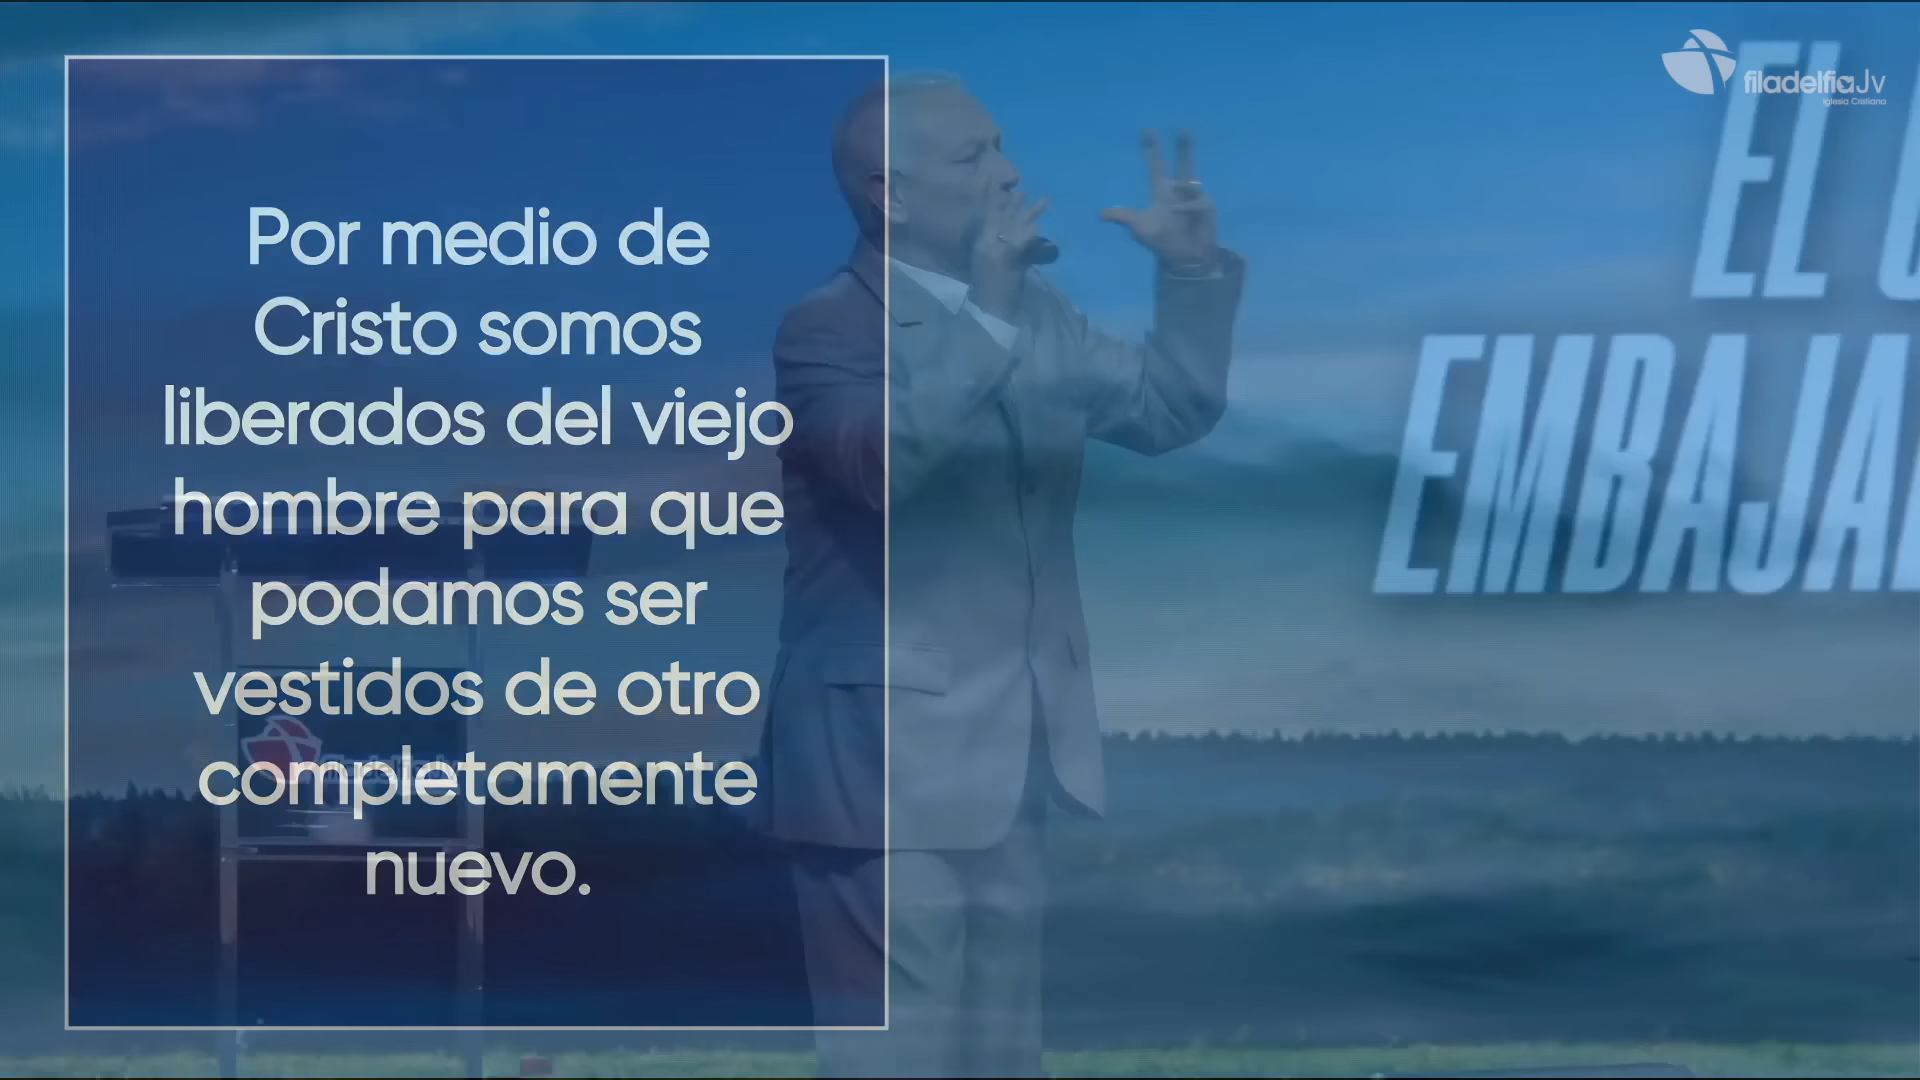 Por medio de
Cristo somos
liberados del viejo
hombre para que
podamos ser
vestidos de otro
completamente
nuevo.
filadelfiaJv
Iglesia Cristiana
EL
EMBAJA
filadelfiaJv